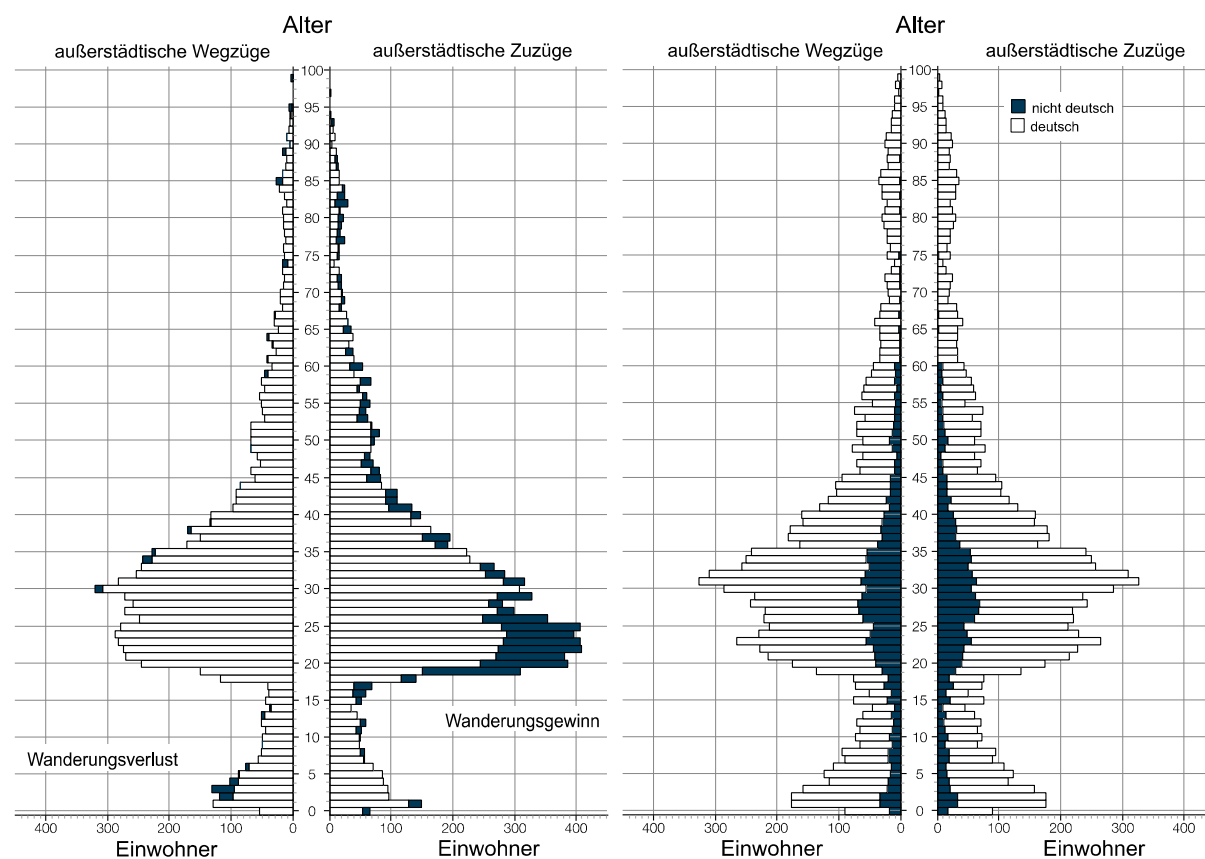 Alter
außerstädtische Wegzüge
außerstädtische Zuzüge
100
95
90
85
80
75
70
65
60
55
50
45
40
35
30
25
20
15
10
5
0
Wanderungsgewinn
Wanderungsverlust
400 300 200 100 0
0 100 200 300 400
Einwohner
Einwohner
Alter
außerstädtische Wegzüge
außerstädtische Zuzüge
nicht deutsch
deutsch
100
95
90
85
80
75
70
65
60
55
50
45
40
35
30
25
20
15
10
5
0
400 300 200 100 0
0 100 200 300 400
Einwohner
Einwohner